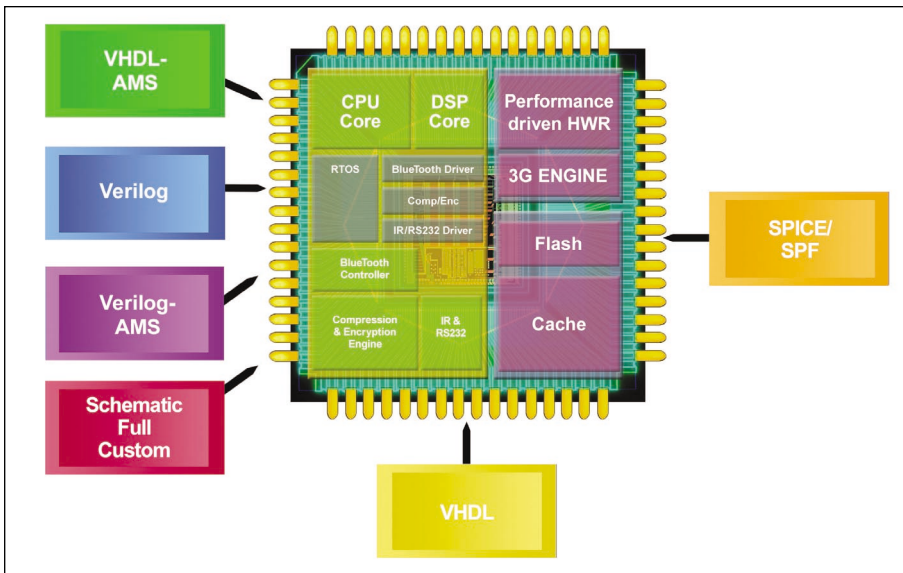 VHDL-
AMS
Verilog
Verilog-
AMS
Schematic
Full
Custom
CPU
Core
DSP
Core
Performance
driven HWR
RTOS
BlueTooth Driver
Comp/Enc
IR/RS232 Driver
3G ENGINE
Flash
BlueTooth
Controller
Compression
& Encryption
Engine
IR &
RS232
Cache
SPICE/
SPF
VHDL